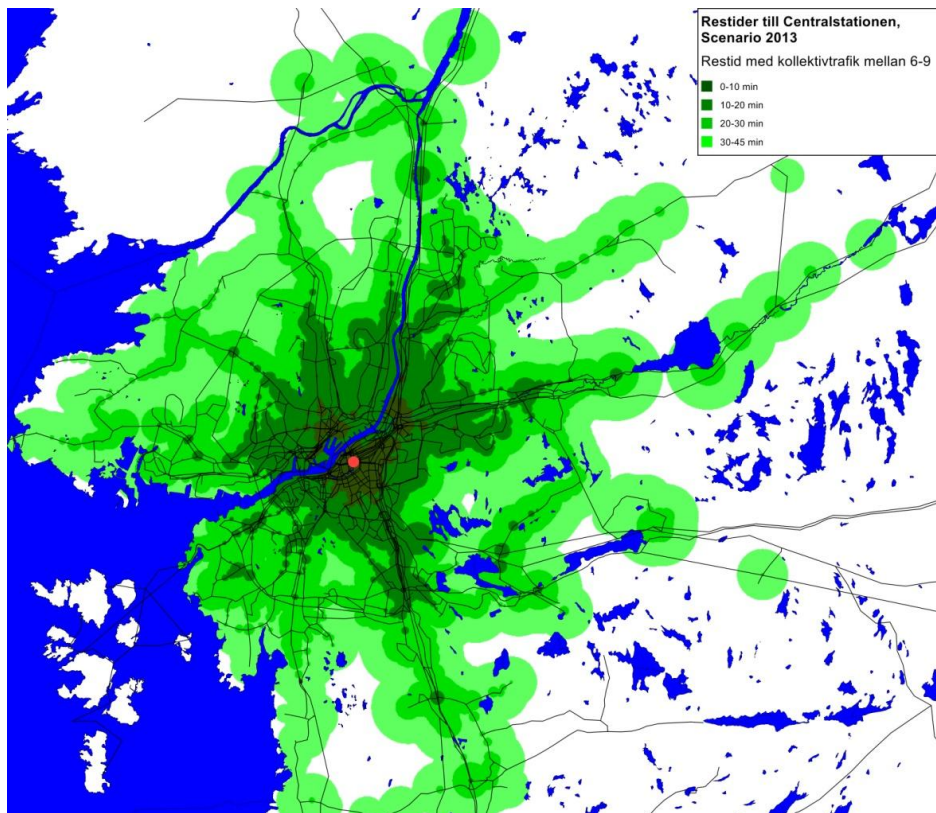 Restider till Centralstationen,
Scenario 2013
Restid med kollektivtrafik mellan 6-9
0-10 min
10-20 min
20-30 min
30-45 min